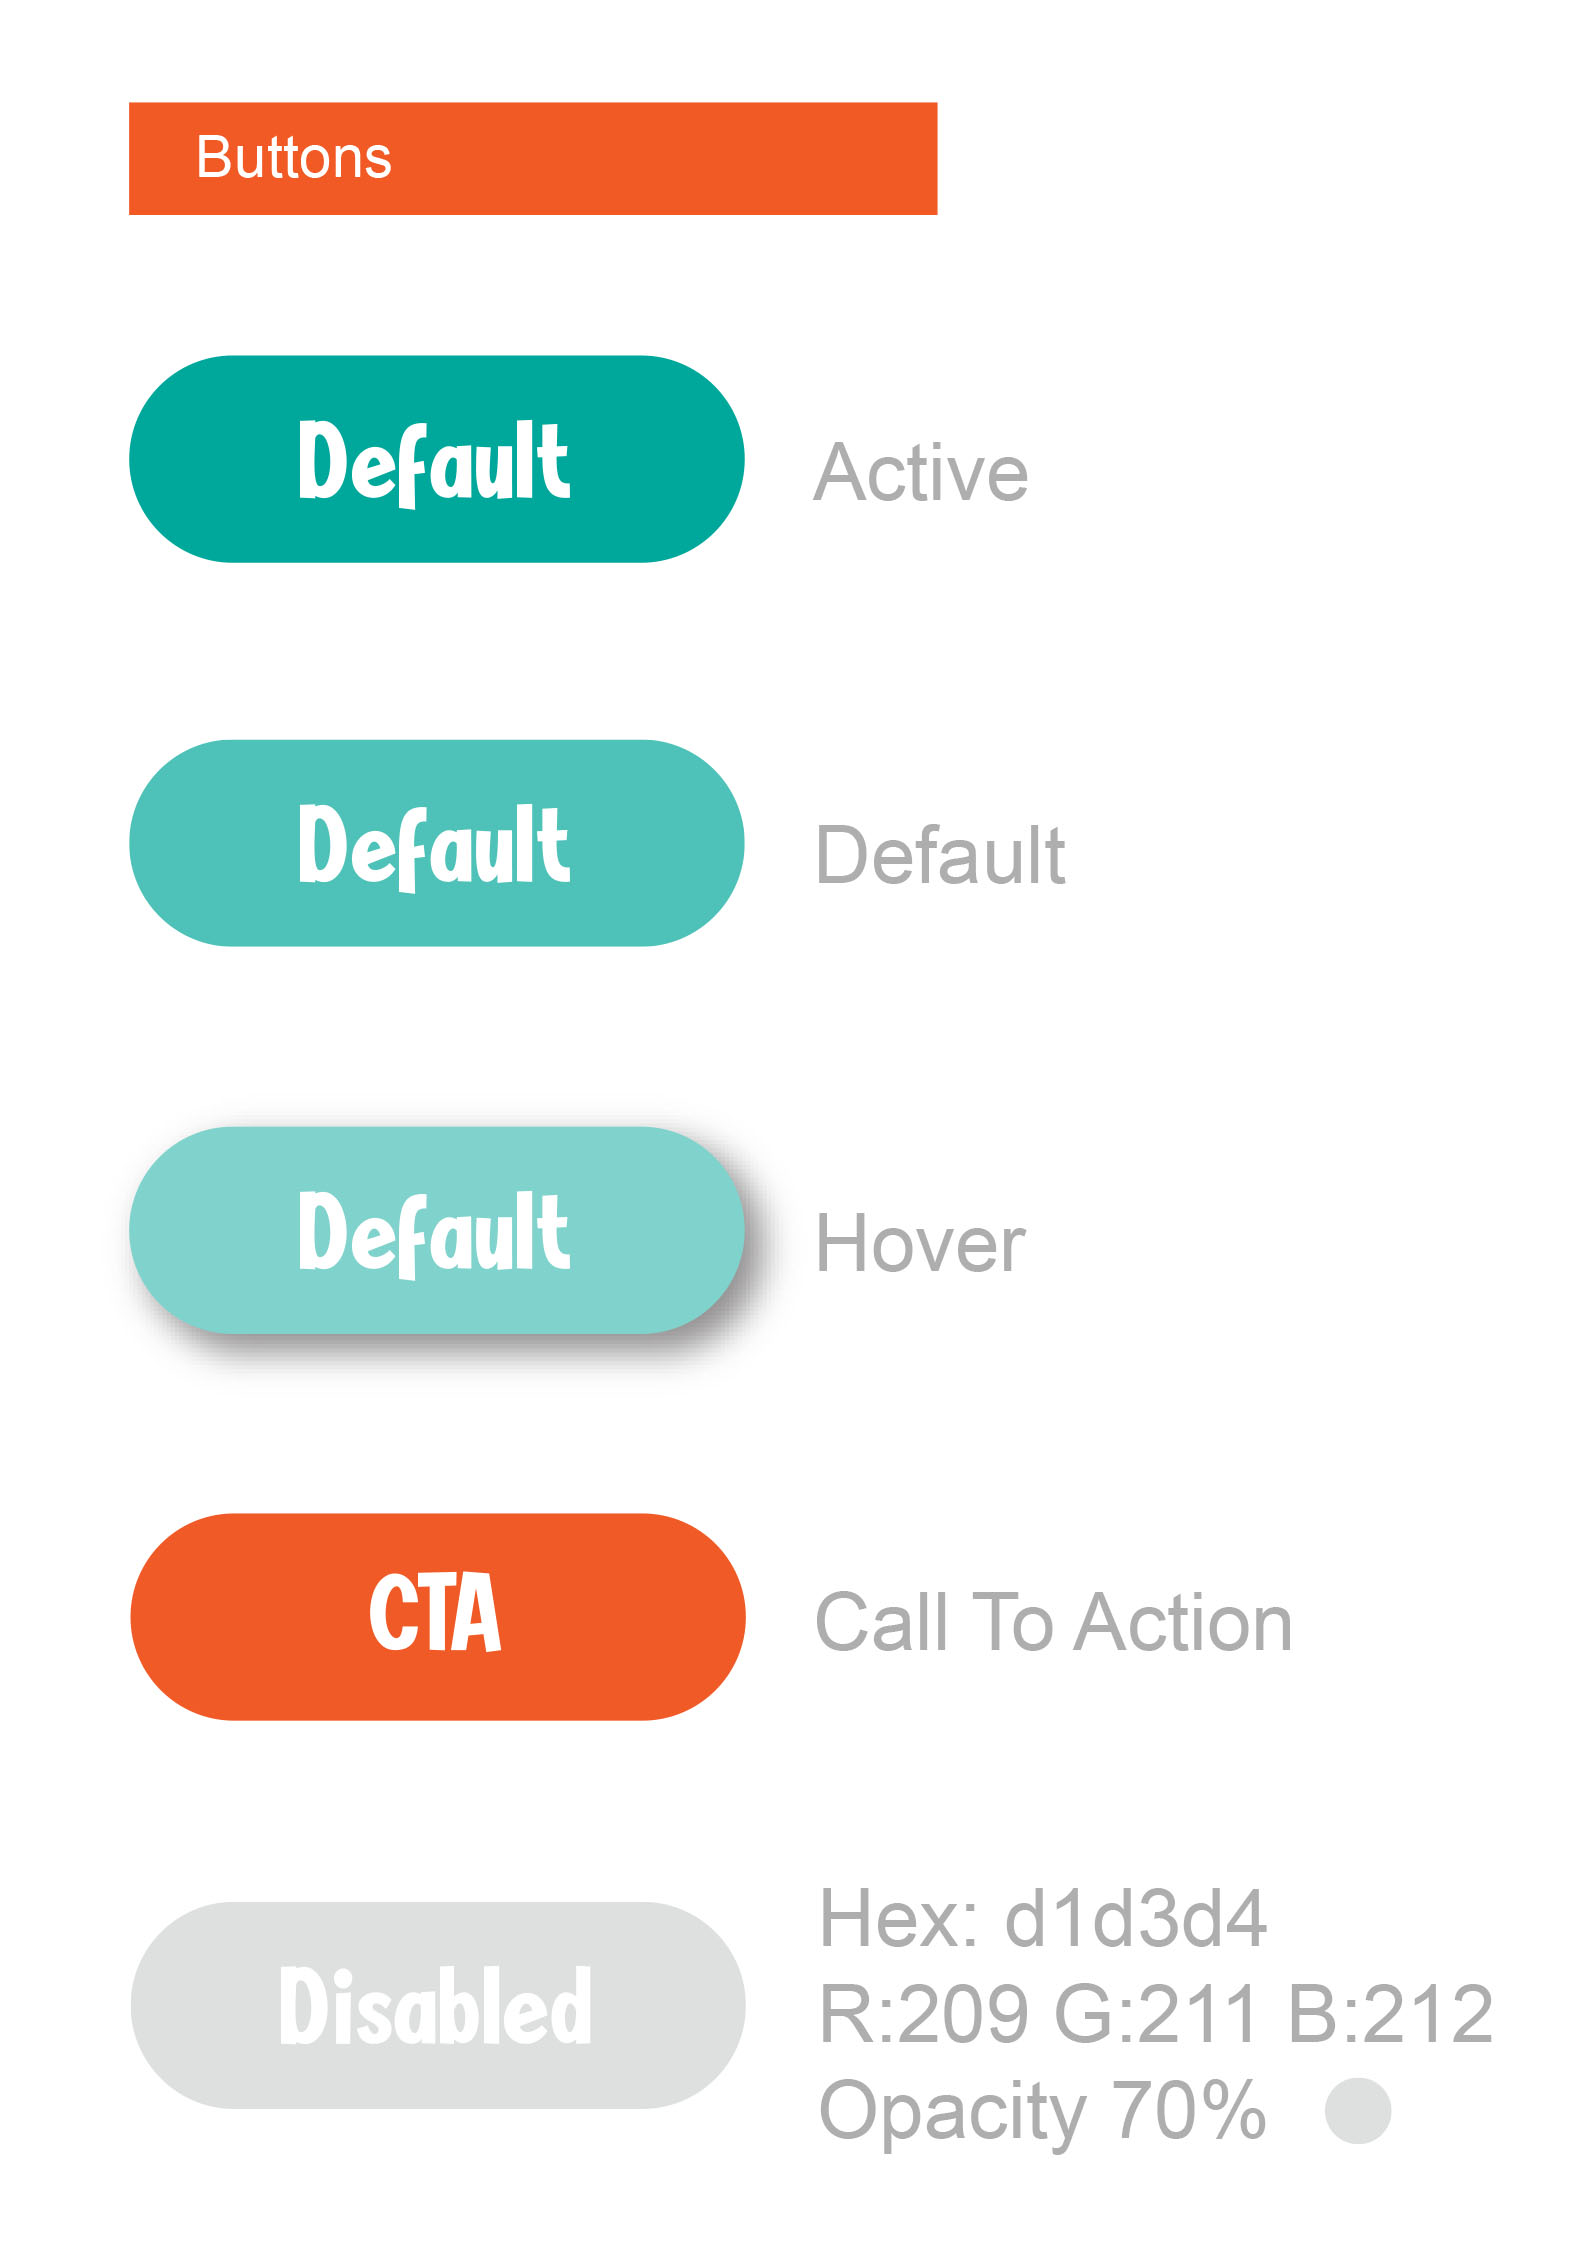 Buttons
Default
Active
Default
Default
Default
Hover
CTA
Call To Action
Disabled
Hex: d1d3d4
R:209 G:211 B:212
Opacity 70%